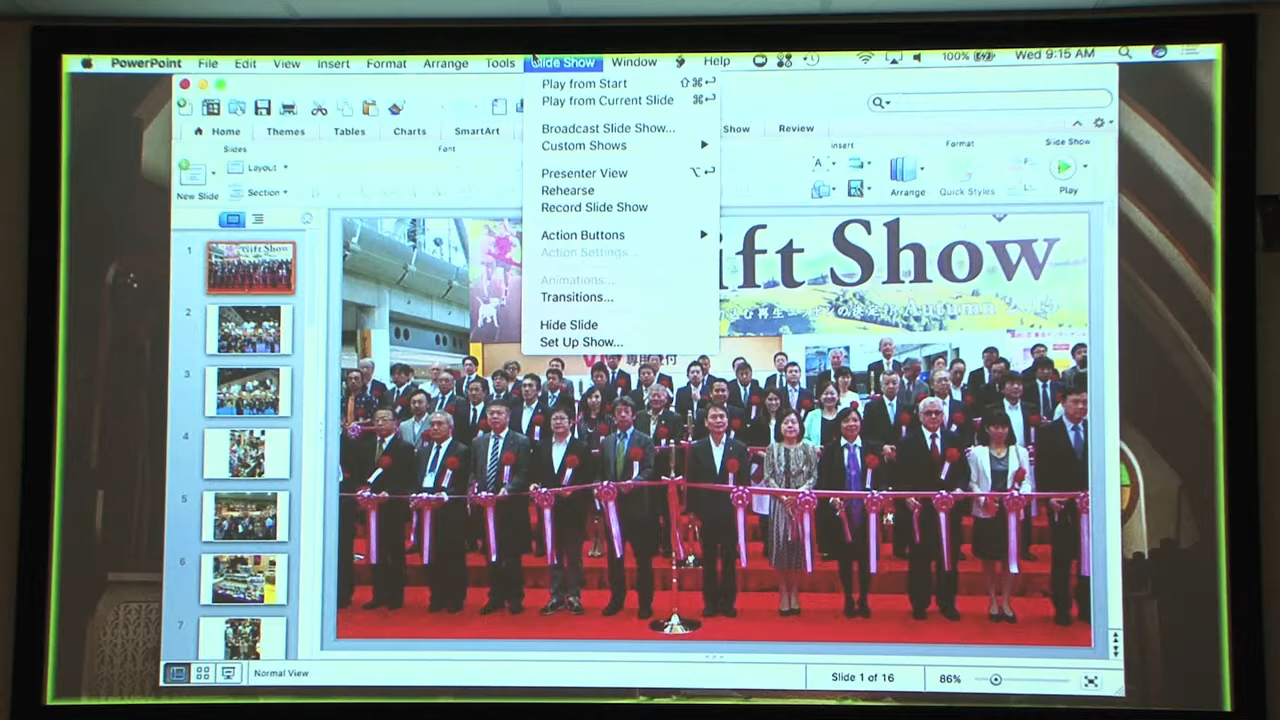 PowerPoint File Edit View Insert Format Arrange Tools Slide Show Window Help 100% Wed 9:15 AM
Play from Start
Play from Current Slide
Broadcast Slide Show...
Custom Shows
Presenter View
Rehearse
Record Slide Show
Action Buttons
Action Settings...
Animations...
Transitions...
Hide Slide
Set Up Show...
Home Themes Tables Charts SmartArt Show Review
Slides Font Insert Format Slide Show
Layout
Section
New Slide Arrange Quick Styles Play
ift Show
Autumn
専用受付
1
2
3
4
5
6
7
Normal View Slide 1 of 16 86%